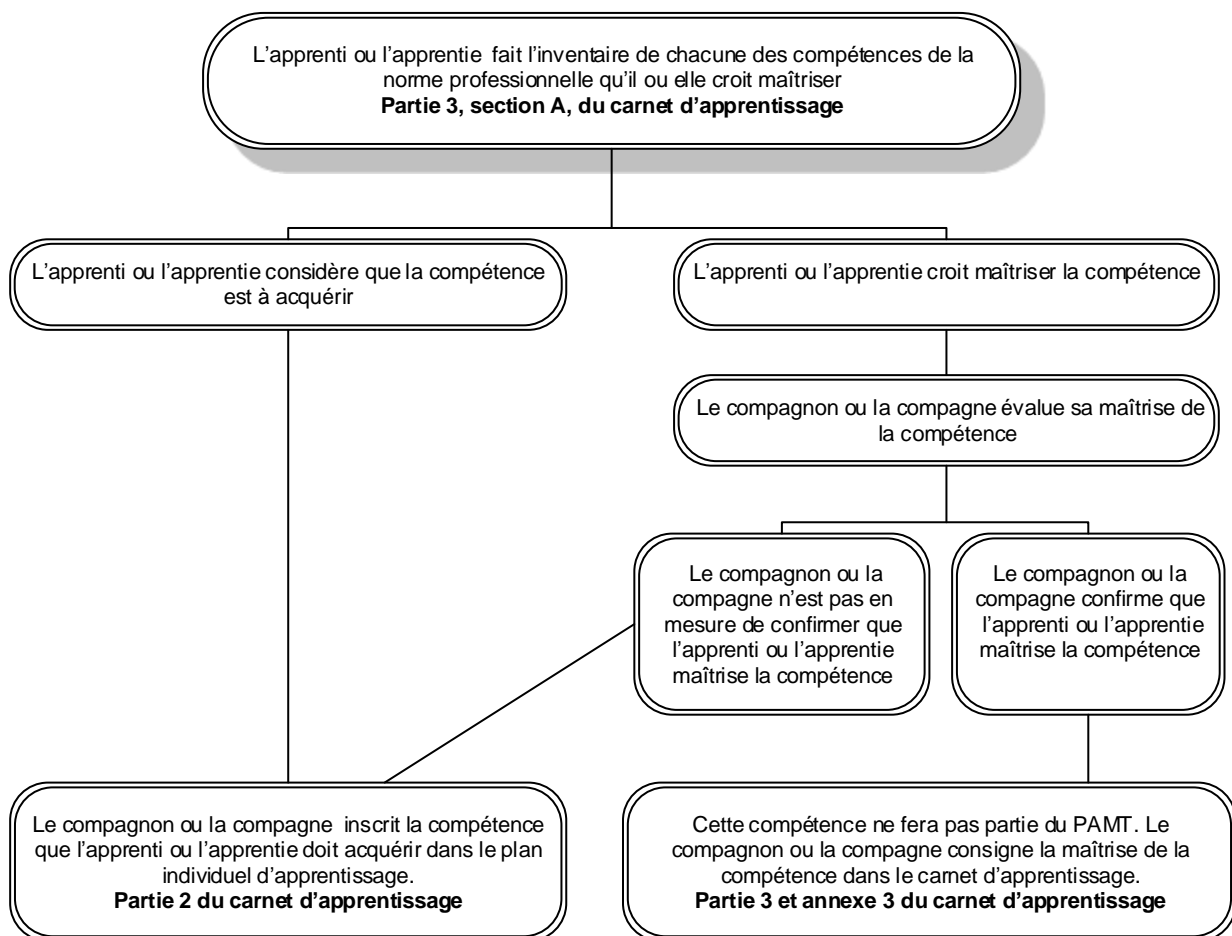 L'apprenti ou l'apprentie fait l'inventaire de chacune des compétences de la
norme professionnelle qu'il ou elle croit maîtriser
Partie 3, section A, du carnet d'apprentissage
L'apprenti ou l'apprentie considère que la compétence
est à acquérir
L'apprenti ou l'apprentie croit maîtriser la compétence
Le compagnon ou la compagne évalue sa maîtrise de
la compétence
Le compagnon ou la
compagne n'est pas en
mesure de confirmer que
l'apprenti ou l'apprentie
maîtrise la compétence
Le compagnon ou la
compagne confirme que
l'apprenti ou l'apprentie
maîtrise la compétence
Le compagnon ou la compagne inscrit la compétence
que l'apprenti ou l'apprentie doit acquérir dans le plan
individuel d'apprentissage.
Partie 2 du carnet d'apprentissage
Cette compétence ne fera pas partie du PAMT. Le
compagnon ou la compagne consigne la maîtrise de la
compétence dans le carnet d'apprentissage.
Partie 3 et annexe 3 du carnet d'apprentissage